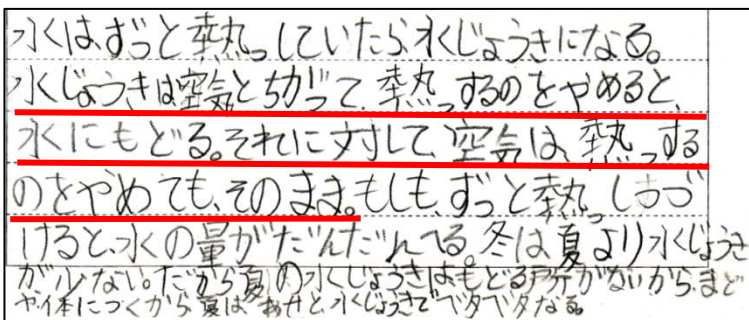 水は、ずっと熱っしていたら、水じょうきになる。
水じょうきは空気とちがって、熱っするのをやめると、
水にもどる。それに対して、空気は、熱っする
のをやめても、そのまま。もしも、ずっと熱っしつづ
けると、水の量がだんだんへる。冬は、夏より水じょうき
が少ない。だから夏の水じょうきは、もどる がないから、まど
や体につくから、夏は、あせと、水じょうきでベタベタなる。